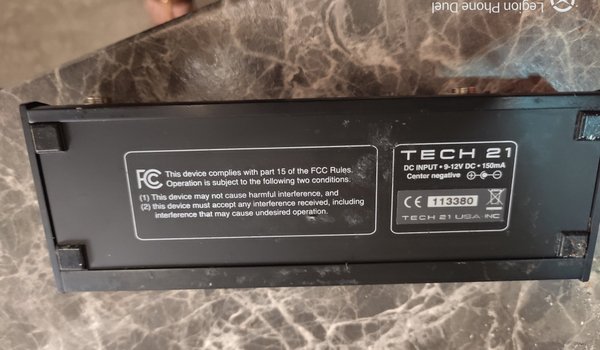 Legion Phone Duel
FC This device complies with part 15 of the FCC Rules.
Operation is subject to the following two conditions:
(1) This device may not cause harmful interference, and
(2) this device must accept any interference received, including
interference that may cause undesired operation.
TECH 21
DC INPUT • 9-12V DC • 150mA
Center negative
CE 113380
TECH 21 USA INC